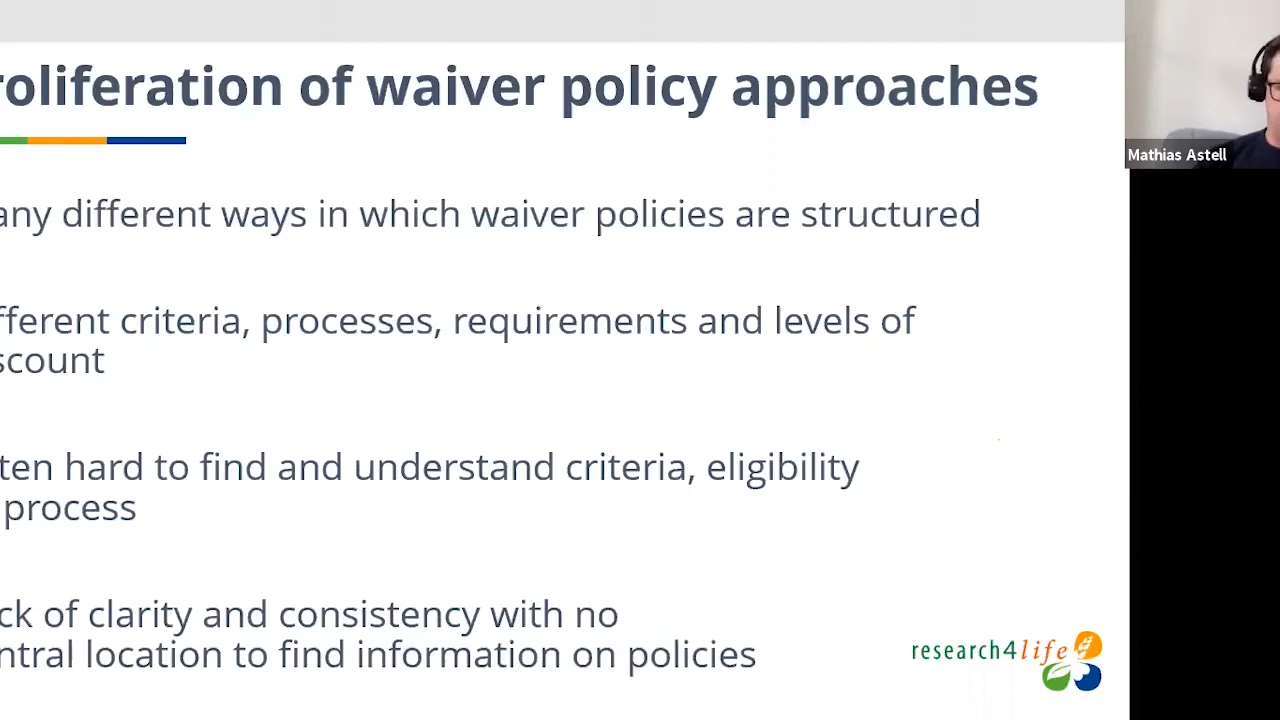 roliferation of waiver policy approaches
Mathias Astell
any different ways in which waiver policies are structured
fferent criteria, processes, requirements and levels of
scount
ten hard to find and understand criteria, eligibility
process
ck of clarity and consistency with no
ntral location to find information on policies
research4life